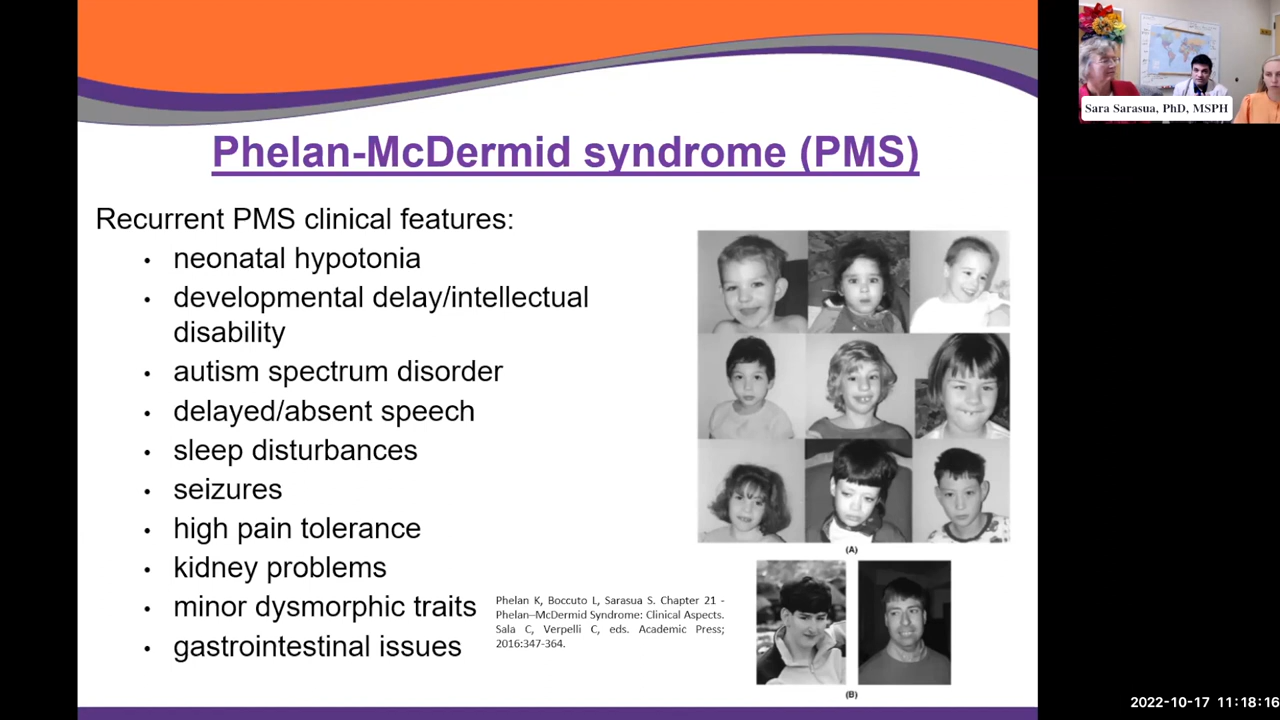 Phelan-McDermid syndrome (PMS)
Recurrent PMS clinical features:
• neonatal hypotonia
• developmental delay/intellectual
disability
• autism spectrum disorder
• delayed/absent speech
• sleep disturbances
• seizures
• high pain tolerance
• kidney problems
• minor dysmorphic traits
• gastrointestinal issues
(A)
Phelan K, Boccuto L, Sarasua S. Chapter 21 -
Phelan–McDermid Syndrome: Clinical Aspects.
Sala C, Verpelli C, eds. Academic Press;
2016:347-364.
(B)
Sara Sarasua, PhD, MSPH
2022-10-17 11:18:16